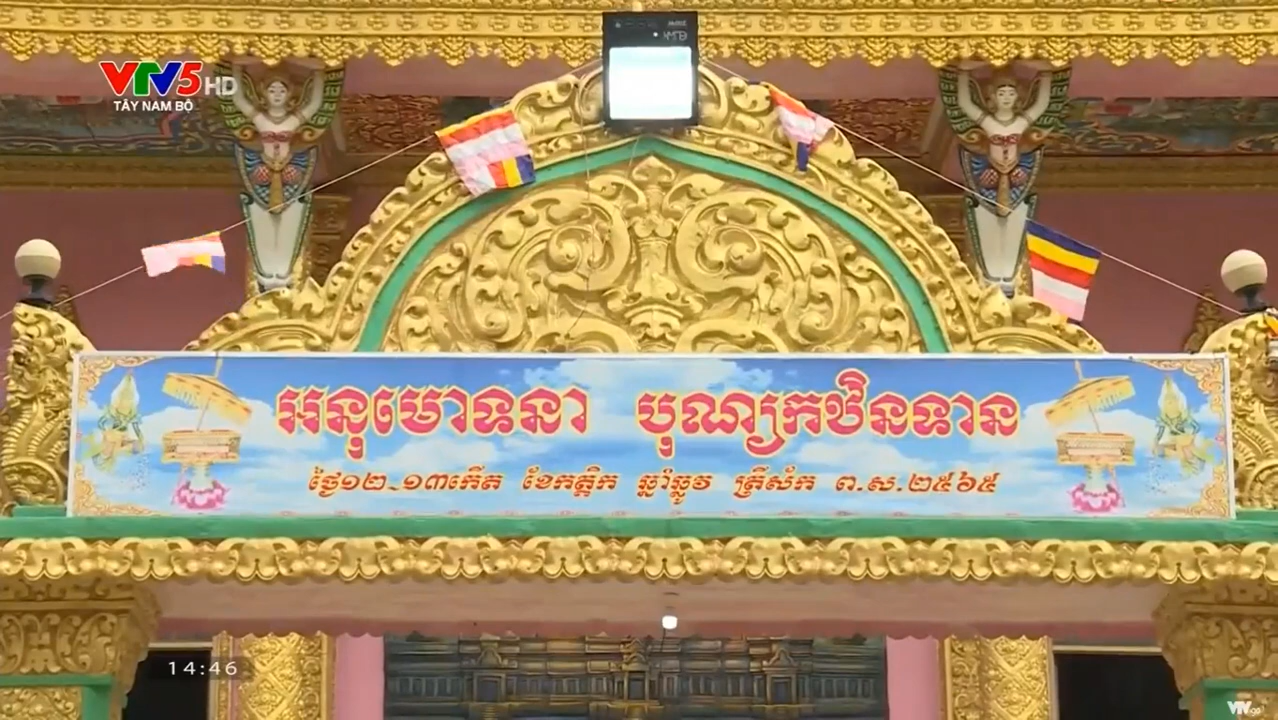 VTV5 HD
TÂY NAM BỘ
អនុមោទនា បុណ្យកឋិនទាន
ថ្ងៃ១២-១៣កើត ខែកត្តិក ឆ្នាំឆ្លូវ ត្រីស័ក ព.ស.២៥៦៥
14:46